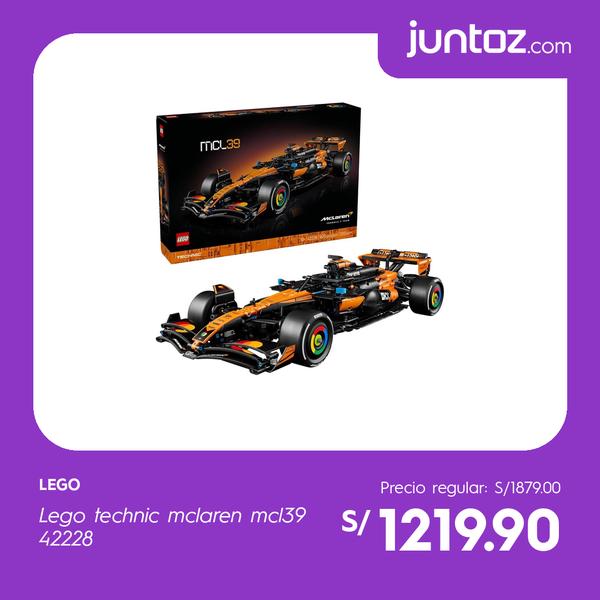 juntoz.com
MCL39
McLaren
LEGO
TECHNIC
LEGO
Precio regular: S/1879.00
Lego technic mclaren mcl39
42228
S/ 1219.90